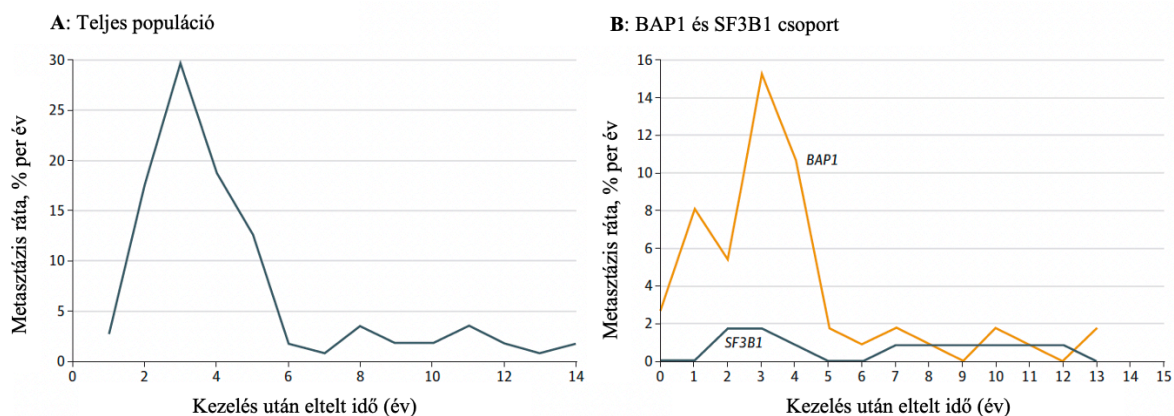 A: Teljes populáció
Metasztázis ráta, % per év
30
25
20
15
10
5
0
0 2 4 6 8 10 12 14
Kezelés után eltelt idő (év)
B: BAP1 és SF3B1 csoport
Metasztázis ráta, % per év
16
14
12
10
8
6
4
2
0
BAP1
SF3B1
0 1 2 3 4 5 6 7 8 9 10 11 12 13 14 15
Kezelés után eltelt idő (év)